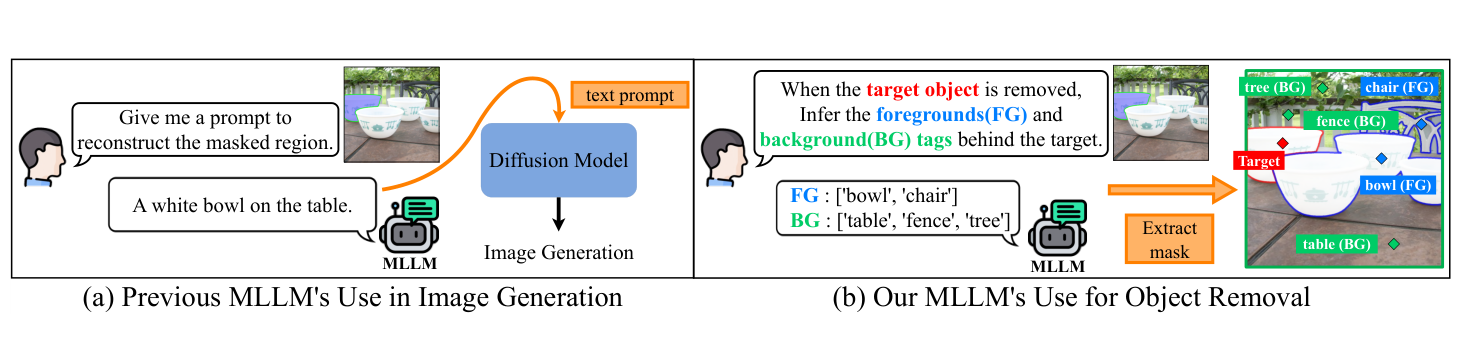 Give me a prompt to
reconstruct the masked region.
A white bowl on the table.
MLLM
text prompt
Diffusion Model
Image Generation
(a) Previous MLLM's Use in Image Generation
When the target object is removed,
Infer the foregrounds(FG) and
background(BG) tags behind the target.
FG : ['bowl', 'chair']
BG : ['table', 'fence', 'tree']
MLLM
Extract
mask
tree (BG)
chair (FG)
fence (BG)
Target
bowl (FG)
table (BG)
(b) Our MLLM's Use for Object Removal